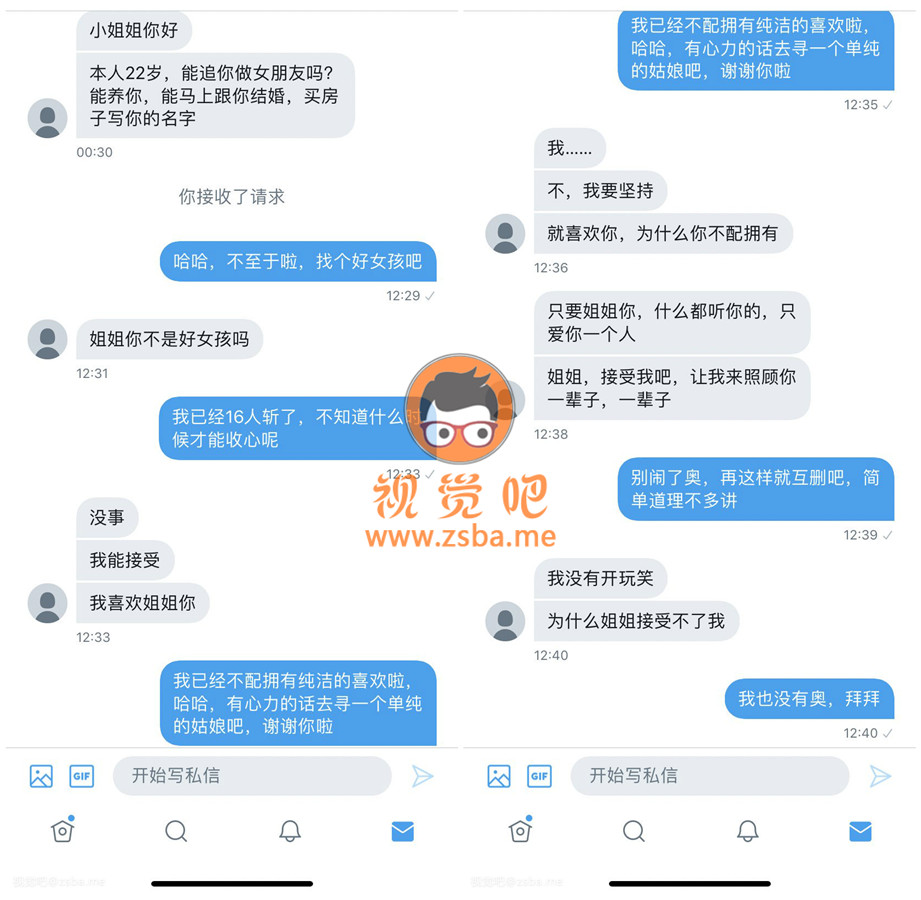 小姐姐你好
本人22岁，能追你做女朋友吗？
能养你，能马上跟你结婚，买房
子写你的名字
00:30
你接收了请求
哈哈，不至于啦，找个好女孩吧
12:29
姐姐你不是好女孩吗
12:31
我已经16人斩了，不知道什么时
候才能收心呢
12:33
没事
我能接受
我喜欢姐姐你
12:33
我已经不配拥有纯洁的喜欢啦，
哈哈，有心力的话去寻一个单纯
的姑娘吧，谢谢你啦
GIF
开始写私信
视觉吧@zsba.me
我已经不配拥有纯洁的喜欢啦，
哈哈，有心力的话去寻一个单纯
的姑娘吧，谢谢你啦
12:35
我……
不，我要坚持
就喜欢你，为什么你不配拥有
12:36
只要姐姐你，什么都听你的，只
爱你一个人
姐姐，接受我吧，让我来照顾你
一辈子，一辈子
12:38
别闹了奥，再这样就互删吧，简
单道理不多讲
12:39
我没有开玩笑
为什么姐姐接受不了我
12:40
我也没有奥，拜拜
12:40
GIF
开始写私信
视觉吧@zsba.me
视觉吧
www.zsba.me